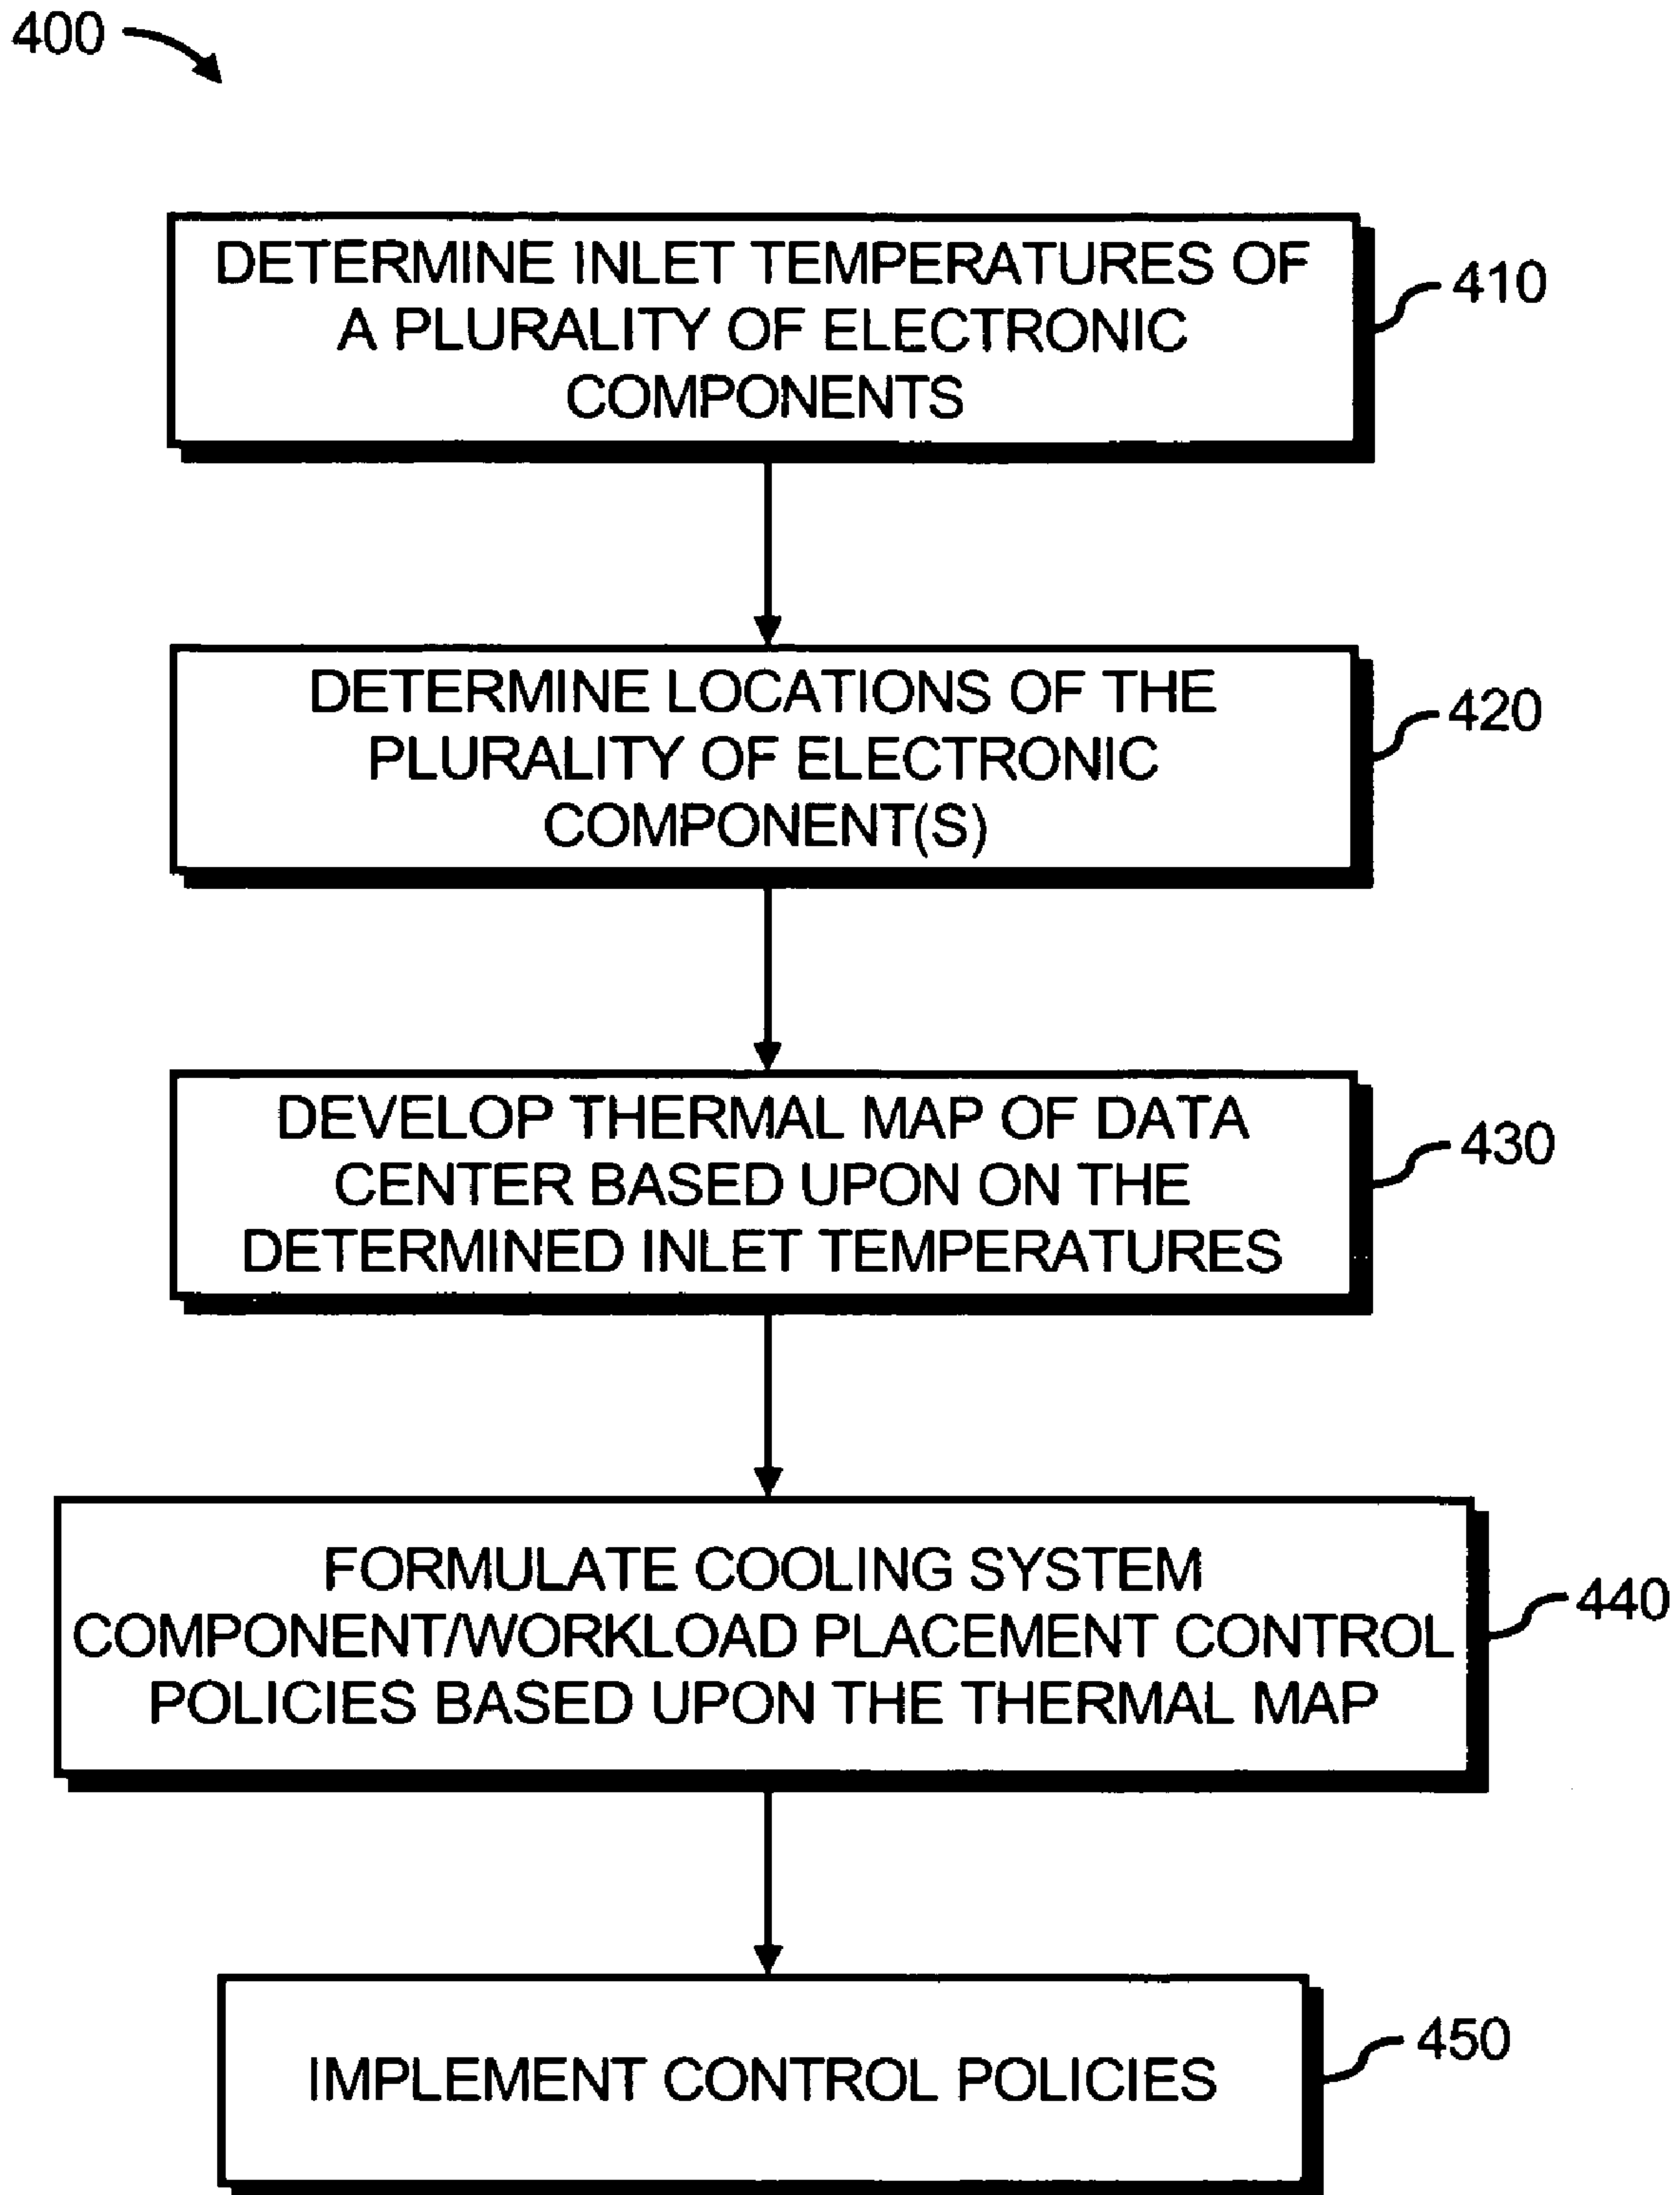 400
DETERMINE INLET TEMPERATURES OF
A PLURALITY OF ELECTRONIC
COMPONENTS
410
DETERMINE LOCATIONS OF THE
PLURALITY OF ELECTRONIC
COMPONENT(S)
420
DEVELOP THERMAL MAP OF DATA
CENTER BASED UPON ON THE
DETERMINED INLET TEMPERATURES
430
FORMULATE COOLING SYSTEM
COMPONENT/WORKLOAD PLACEMENT CONTROL
POLICIES BASED UPON THE THERMAL MAP
440
IMPLEMENT CONTROL POLICIES
450